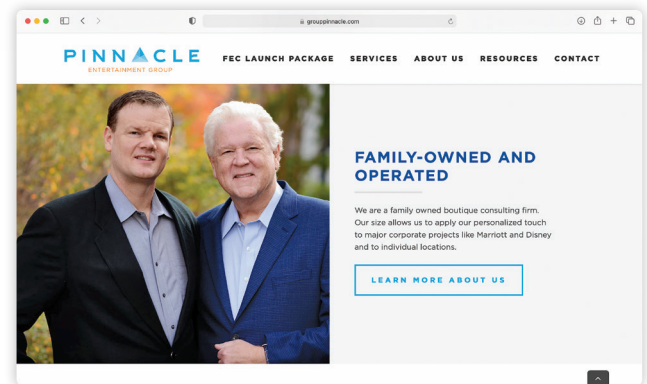 grouppinnacle.com
PINNACLE
ENTERTAINMENT GROUP
FEC LAUNCH PACKAGE SERVICES ABOUT US RESOURCES CONTACT
FAMILY-OWNED AND
OPERATED
We are a family owned boutique consulting firm.
Our size allows us to apply our personalized touch
to major corporate projects like Marriott and Disney
and to individual locations.
LEARN MORE ABOUT US